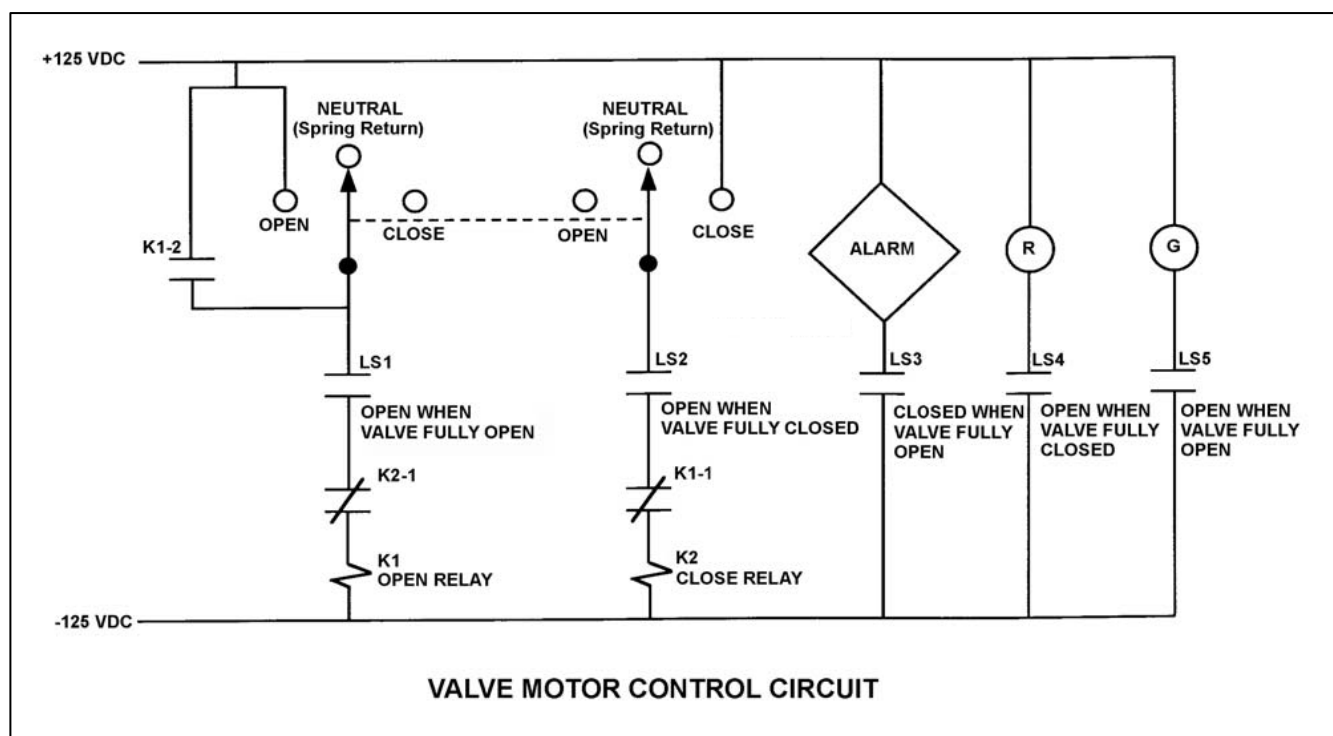 +125 VDC
NEUTRAL
(Spring Return)
NEUTRAL
(Spring Return)
OPEN
CLOSE
OPEN
CLOSE
K1-2
ALARM
R
G
LS1
OPEN WHEN
VALVE FULLY OPEN
LS2
OPEN WHEN
VALVE FULLY CLOSED
LS3
CLOSED WHEN
VALVE FULLY
OPEN
LS4
OPEN WHEN
VALVE FULLY
CLOSED
LS5
OPEN WHEN
VALVE FULLY
OPEN
K2-1
K1-1
K1
OPEN RELAY
K2
CLOSE RELAY
-125 VDC
VALVE MOTOR CONTROL CIRCUIT